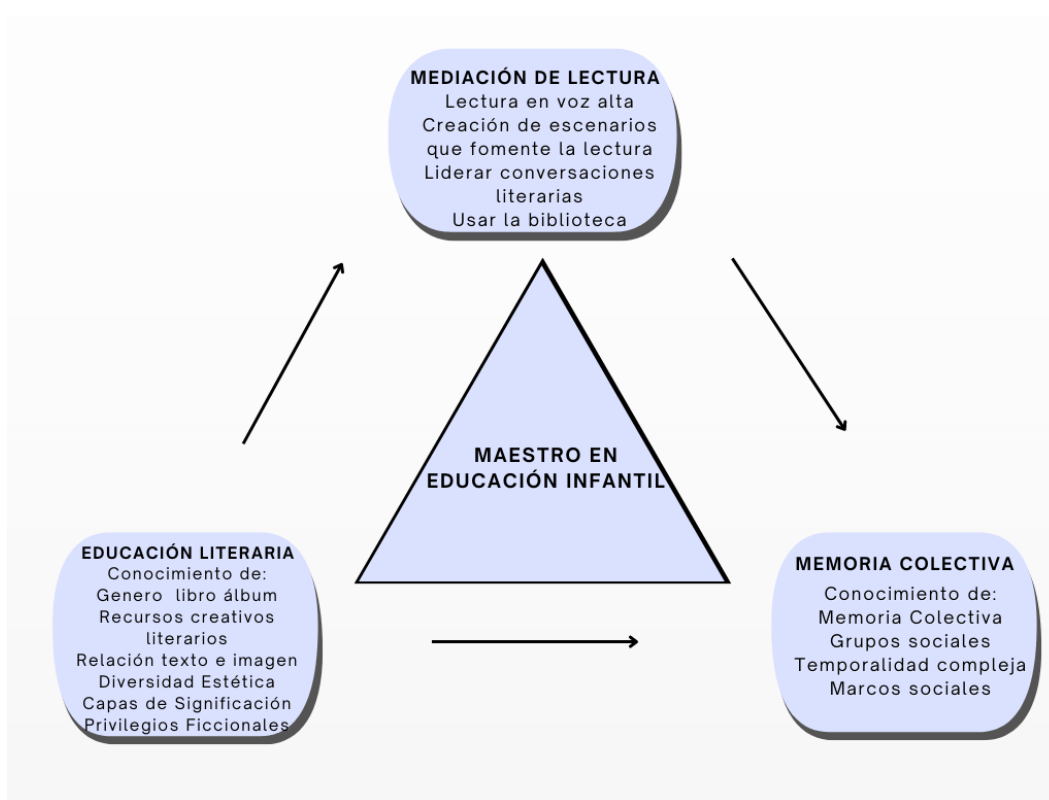 MEDIACIÓN DE LECTURA
Lectura en voz alta
Creación de escenarios
que fomente la lectura
Liderar conversaciones
literarias
Usar la biblioteca
MAESTRO EN
EDUCACIÓN INFANTIL
EDUCACIÓN LITERARIA
Conocimiento de:
Genero libro álbum
Recursos creativos
literarios
Relación texto e imagen
Diversidad Estética
Capas de Significación
Privilegios Ficcionales
MEMORIA COLECTIVA
Conocimiento de:
Memoria Colectiva
Grupos sociales
Temporalidad compleja
Marcos sociales